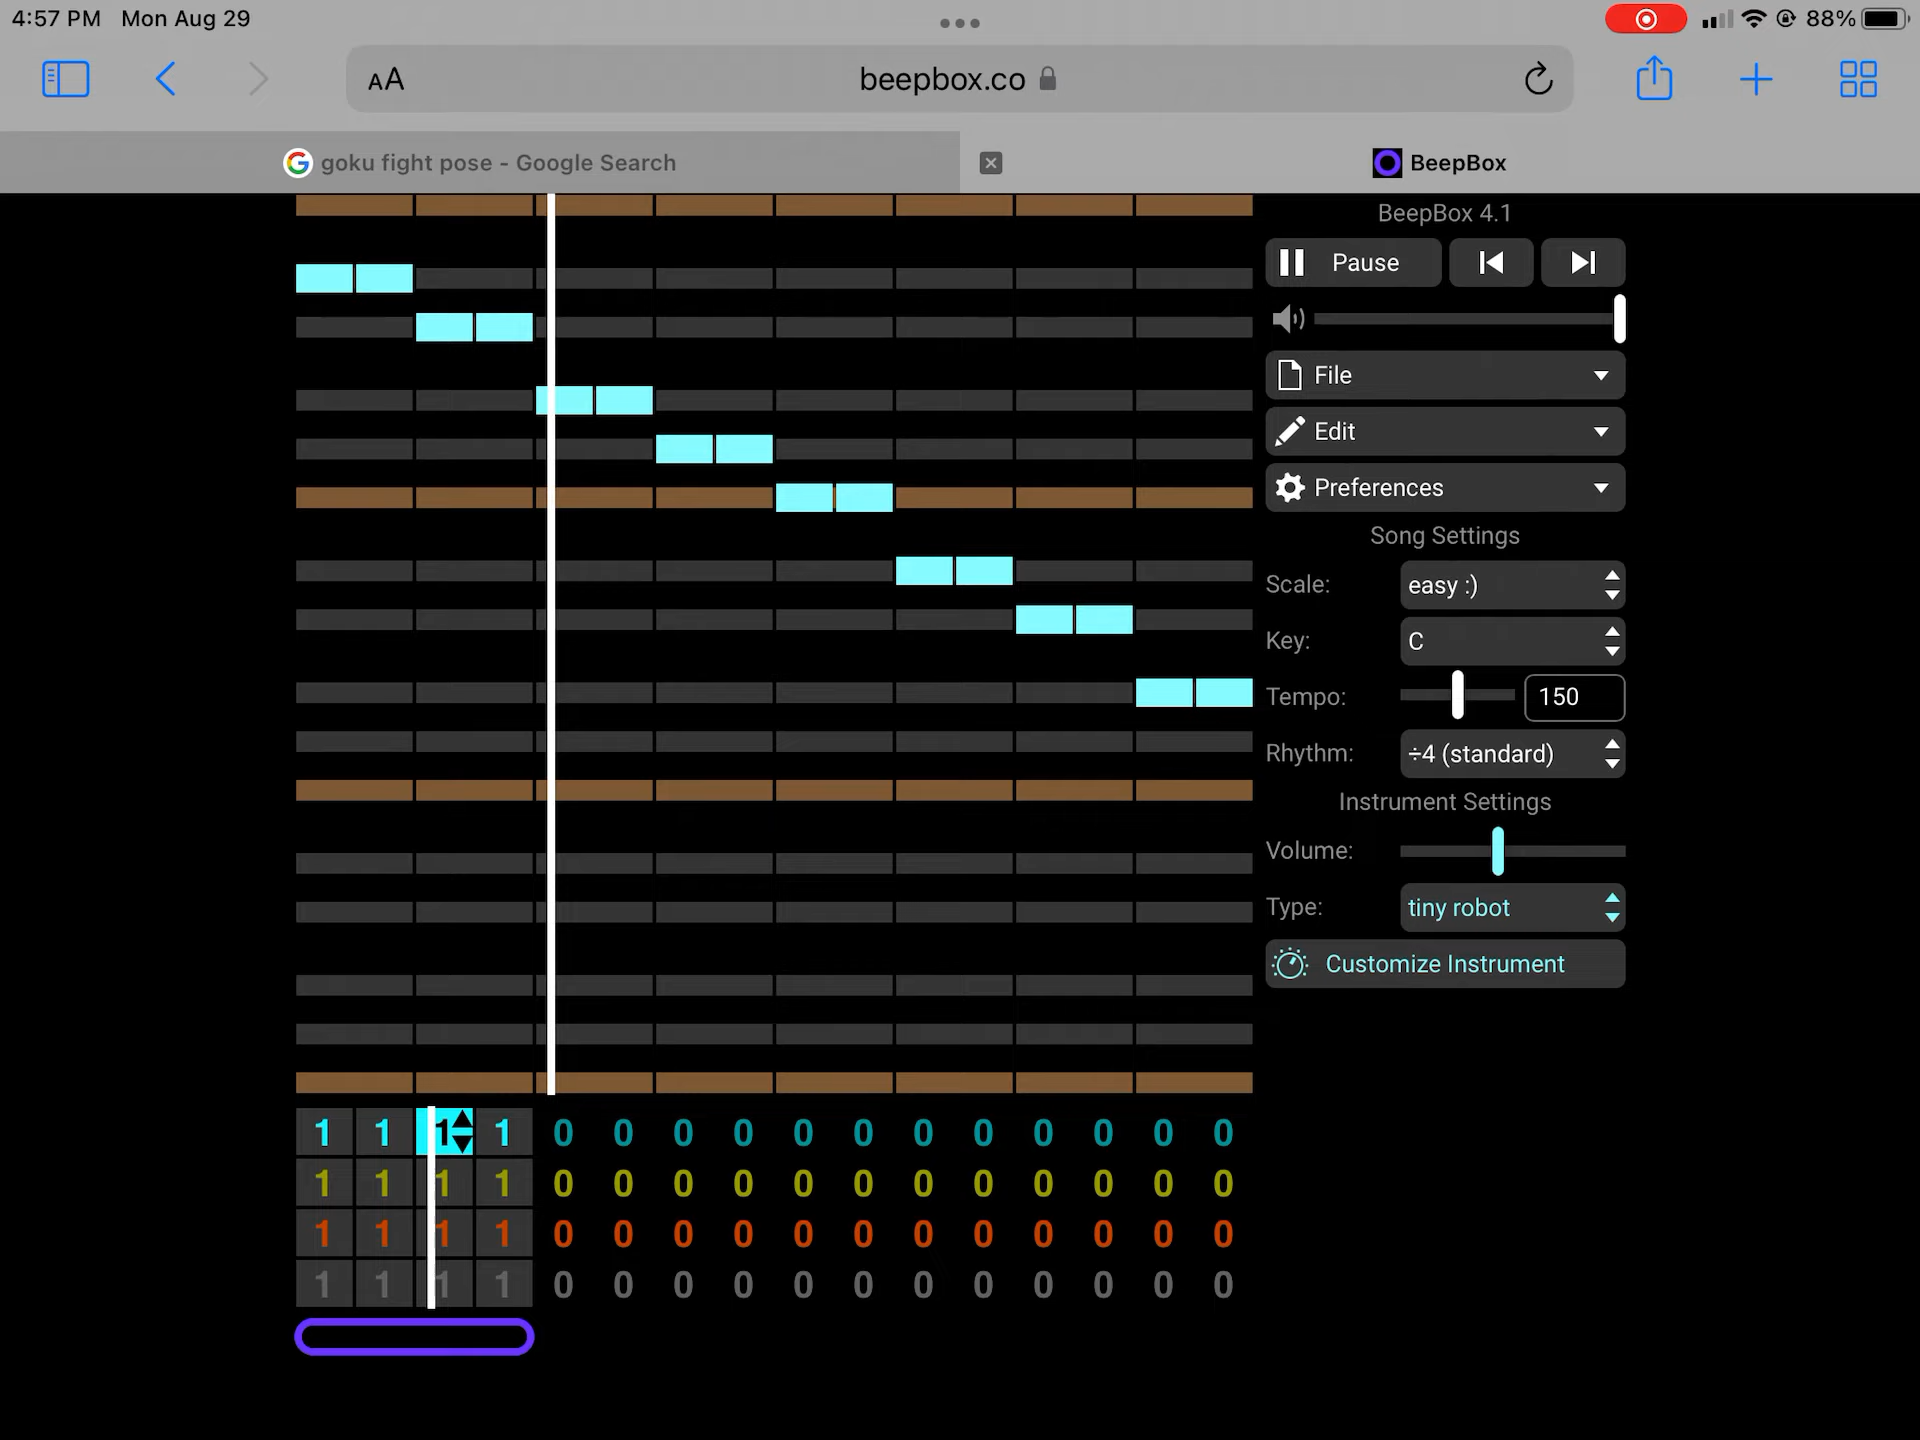 4:57 PM Mon Aug 29
88%
AA
beepbox.co
goku fight pose - Google Search
BeepBox
BeepBox 4.1
Pause
File
Edit
Preferences
Song Settings
Scale: easy :)
Key: C
Tempo: 150
Rhythm: ÷4 (standard)
Instrument Settings
Volume:
Type: tiny robot
Customize Instrument
1 1 1 1 0 0 0 0 0 0 0 0 0 0 0 0
1 1 1 1 0 0 0 0 0 0 0 0 0 0 0 0
1 1 1 1 0 0 0 0 0 0 0 0 0 0 0 0
1 1 1 1 0 0 0 0 0 0 0 0 0 0 0 0